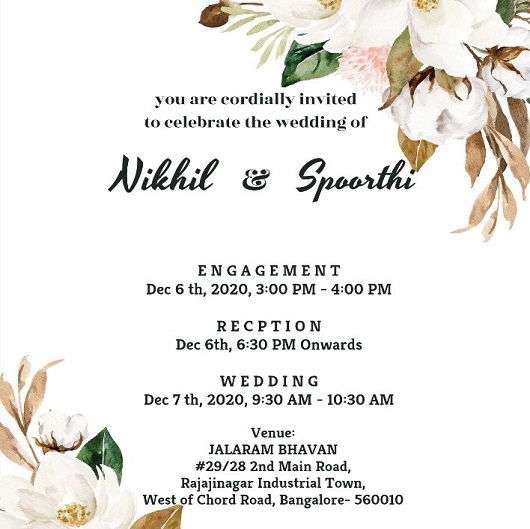 you are cordially invited
to celebrate the wedding of
Nikhil & Spoorthi
ENGAGEMENT
Dec 6 th, 2020, 3:00 PM - 4:00 PM
RECPTION
Dec 6th, 6:30 PM Onwards
WEDDING
Dec 7 th, 2020, 9:30 AM - 10:30 AM
Venue:
JALARAM BHAVAN
#29/28 2nd Main Road,
Rajajinagar Industrial Town,
West of Chord Road, Bangalore- 560010